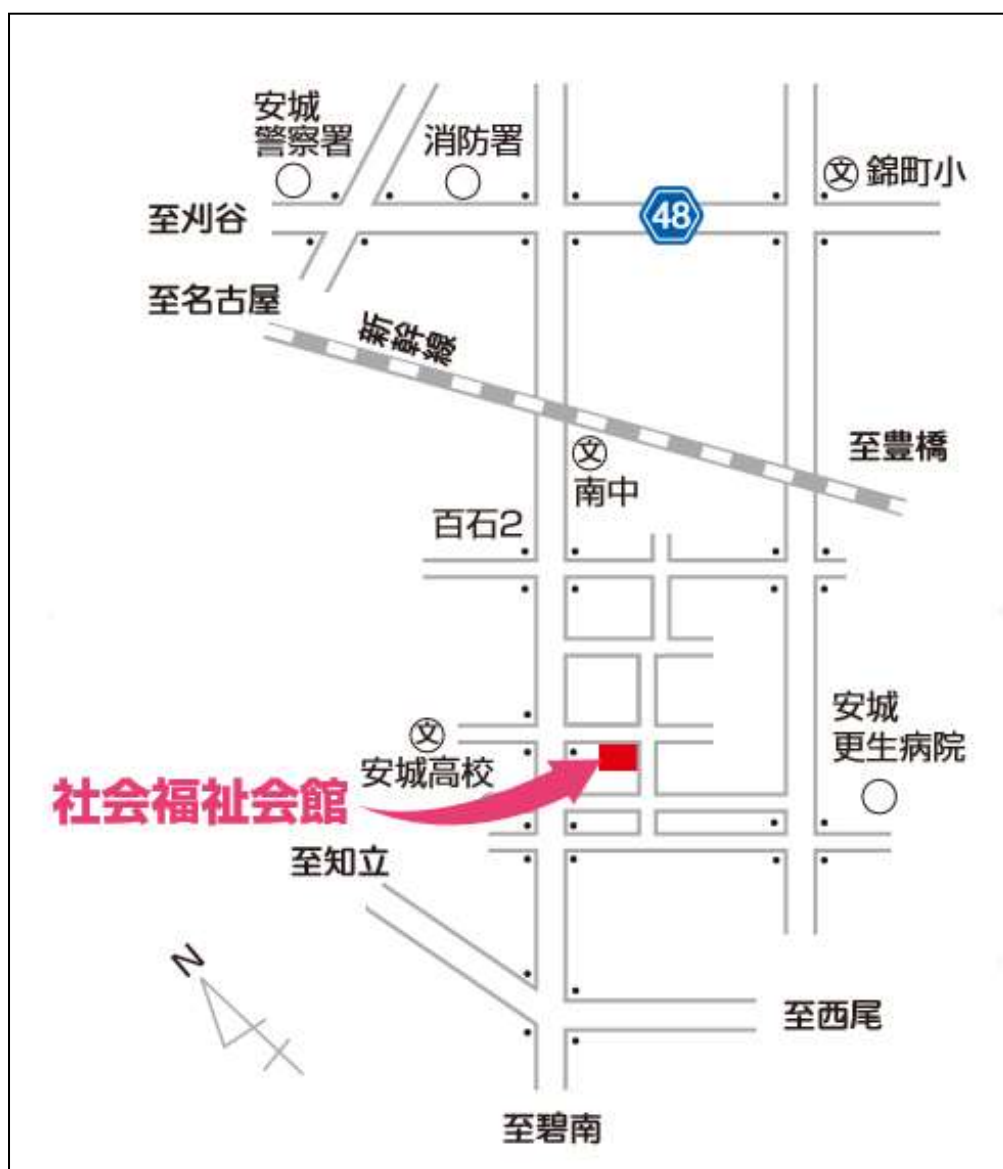 安城
警察署
消防署
文 錦町小
48
至刈谷
至名古屋
新幹線
至豊橋
文
南中
百石2
安城
更生病院
文
安城高校
社会福祉会館
至知立
N
至西尾
至碧南